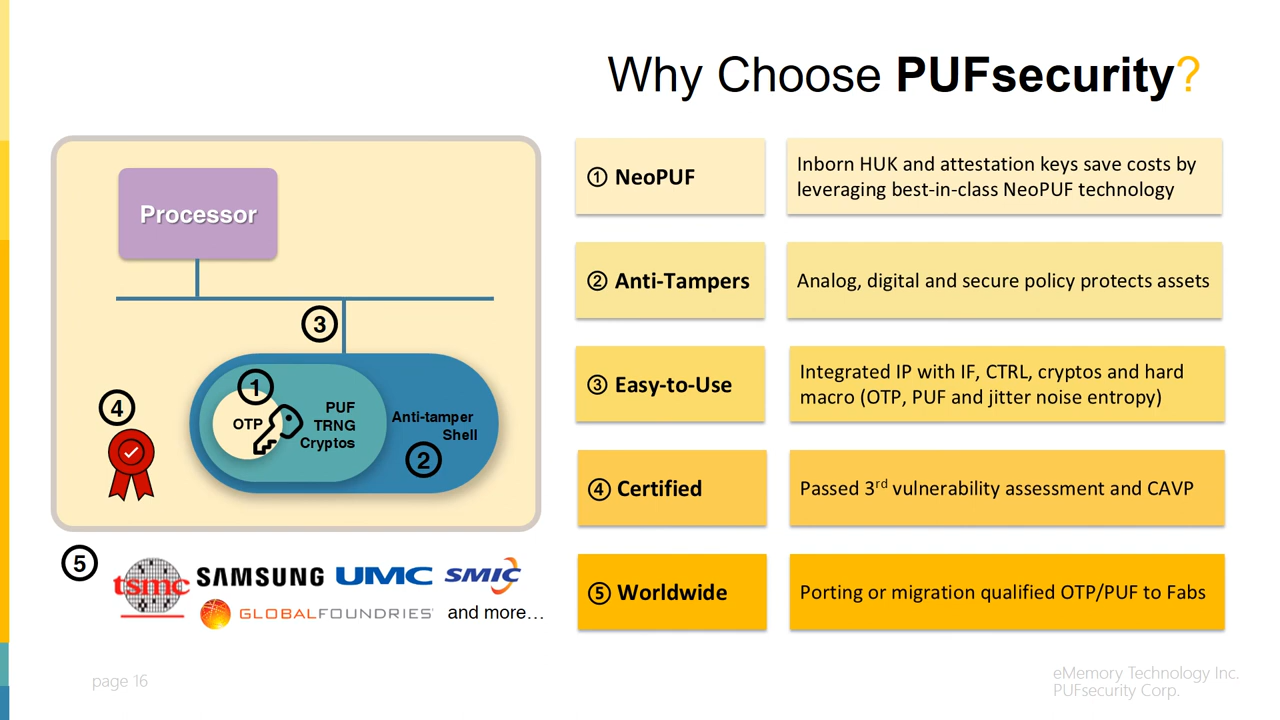 Why Choose PUFsecurity?
Processor
③
①
OTP
PUF
TRNG
Cryptos
Anti-tamper
Shell
②
④
⑤
tsmc SAMSUNG UMC SMIC
GLOBALFOUNDRIES and more...
① NeoPUF
Inborn HUK and attestation keys save costs by
leveraging best-in-class NeoPUF technology
② Anti-Tampers
Analog, digital and secure policy protects assets
③ Easy-to-Use
Integrated IP with IF, CTRL, cryptos and hard
macro (OTP, PUF and jitter noise entropy)
④ Certified
Passed 3rd vulnerability assessment and CAVP
⑤ Worldwide
Porting or migration qualified OTP/PUF to Fabs
page 16
eMemory Technology Inc.
PUFsecurity Corp.